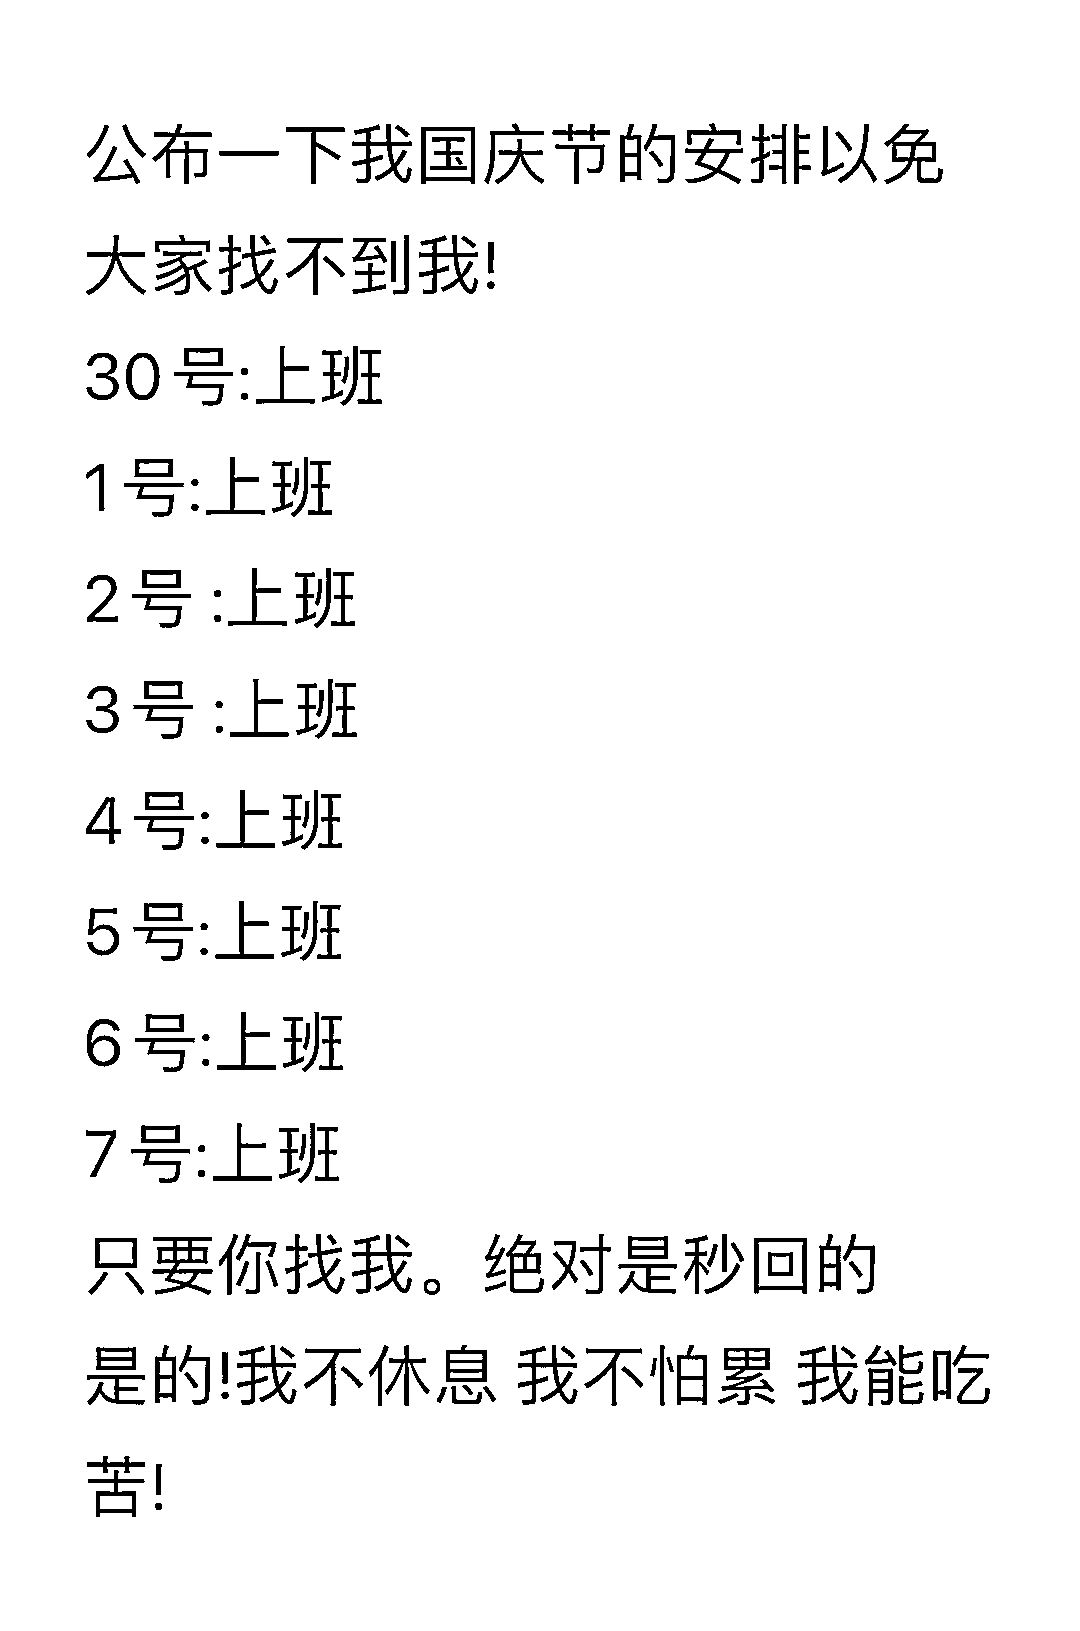 公布一下我国庆节的安排以免
大家找不到我!
30号:上班
1号:上班
2号 :上班
3号 :上班
4号:上班
5号:上班
6号:上班
7号:上班
只要你找我。绝对是秒回的
是的!我不休息 我不怕累 我能吃
苦!